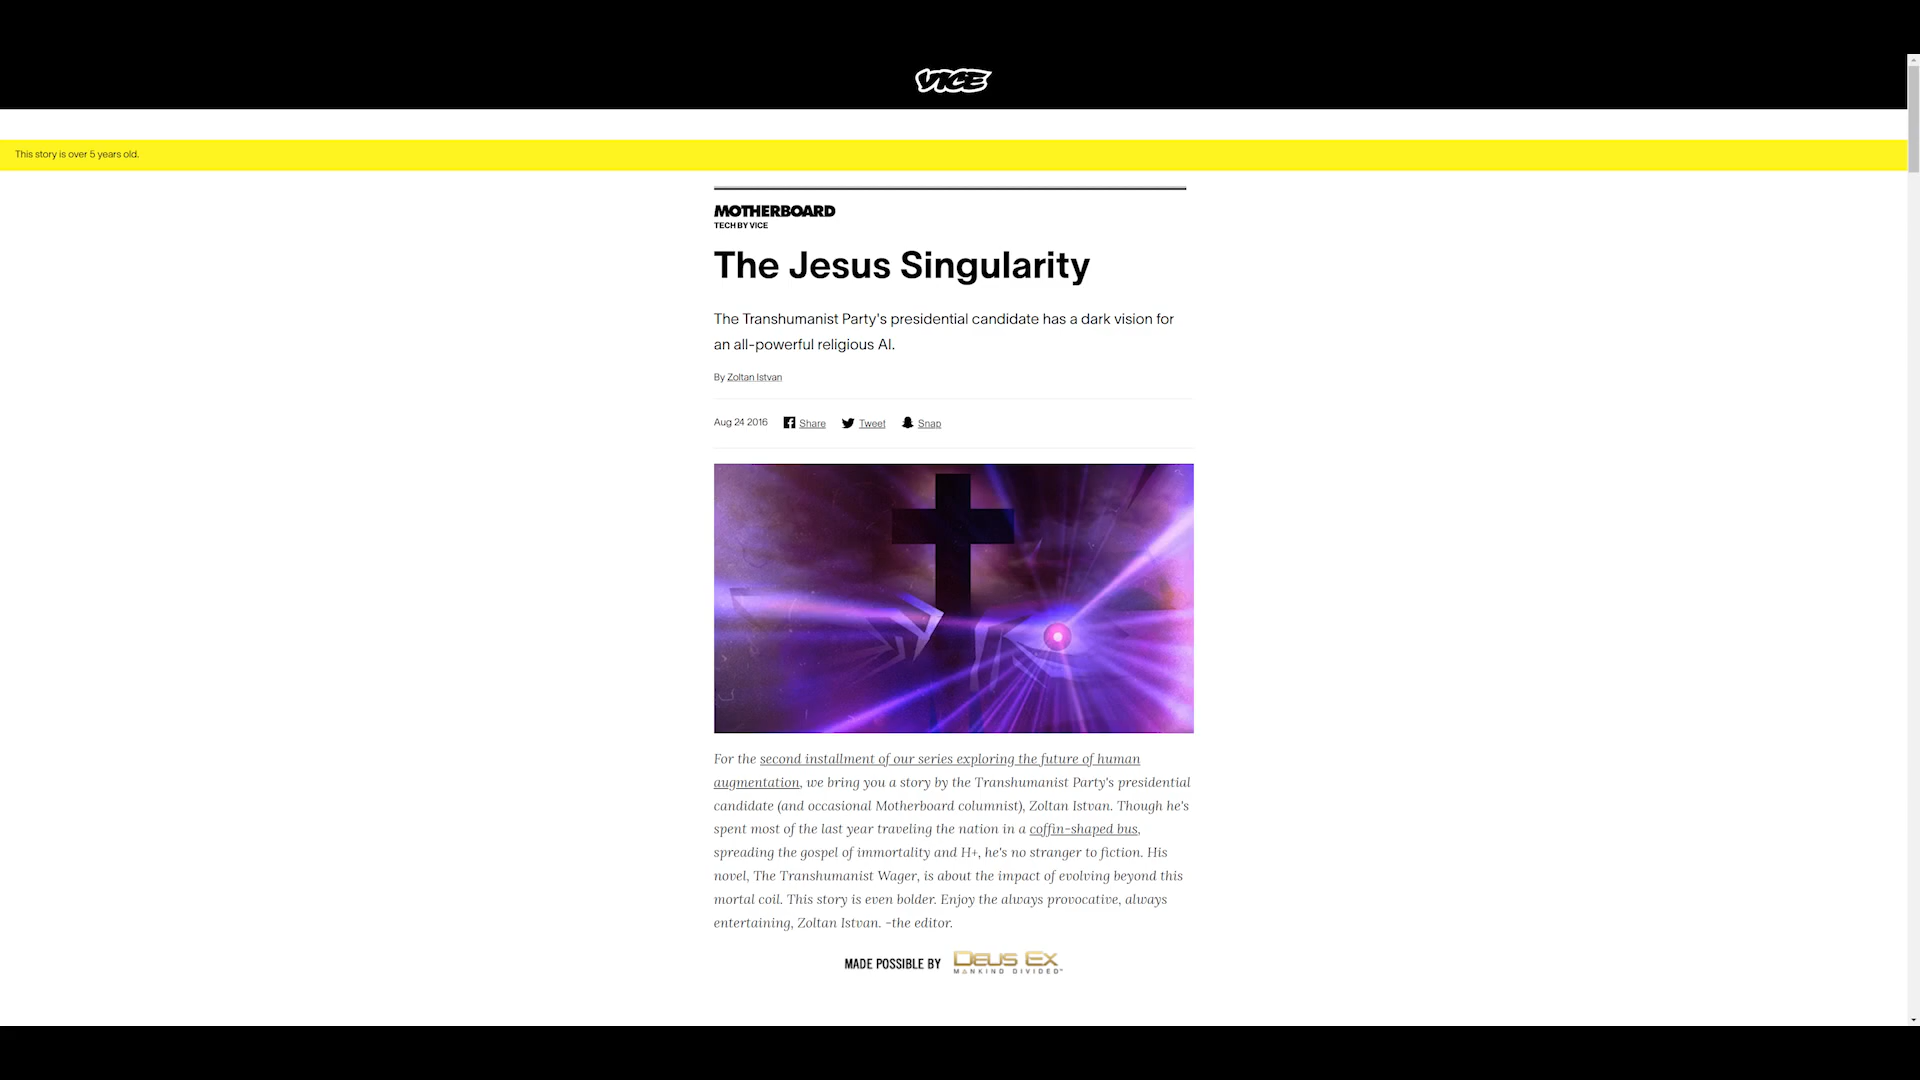 VICE
This story is over 5 years old.
MOTHERBOARD
TECH BY VICE
The Jesus Singularity
The Transhumanist Party's presidential candidate has a dark vision for
an all-powerful religious AI.
By Zoltan Istvan
Aug 24 2016 Share Tweet Snap
For the second installment of our series exploring the future of human
augmentation, we bring you a story by the Transhumanist Party's presidential
candidate (and occasional Motherboard columnist), Zoltan Istvan. Though he's
spent most of the last year traveling the nation in a coffin-shaped bus,
spreading the gospel of immortality and H+, he's no stranger to fiction. His
novel, The Transhumanist Wager, is about the impact of evolving beyond this
mortal coil. This story is even bolder. Enjoy the always provocative, always
entertaining, Zoltan Istvan. -the editor.
MADE POSSIBLE BY DEUS EX
MANKIND DIVIDED™